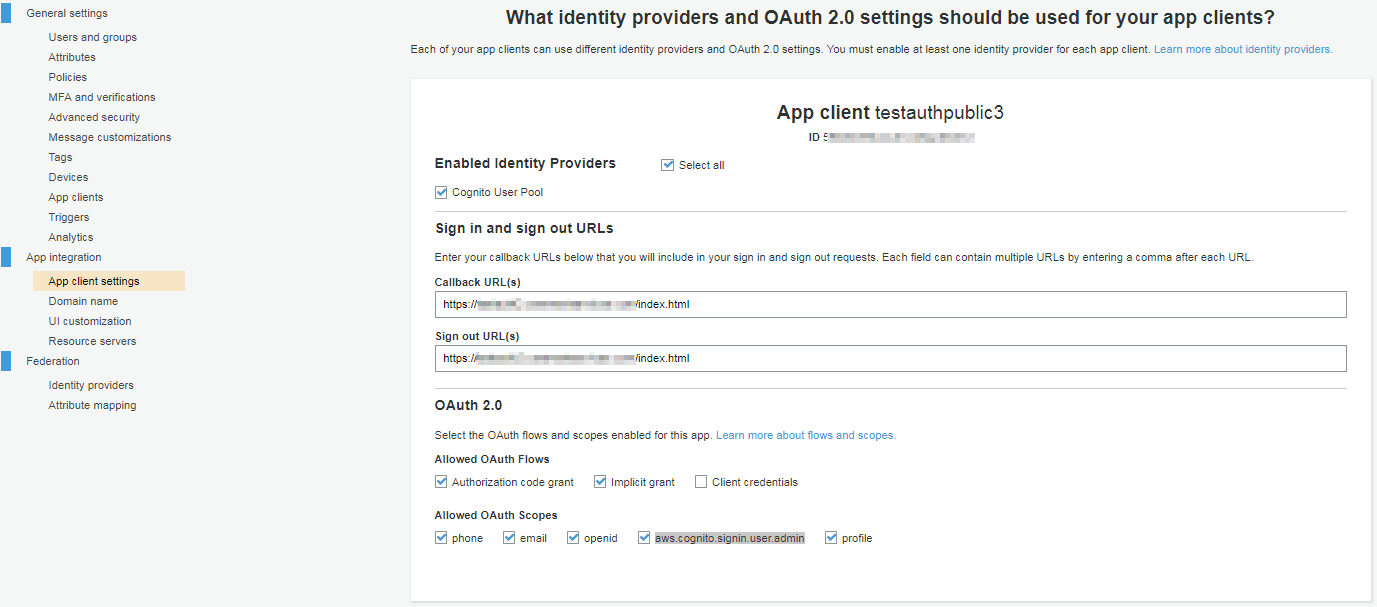 General settings
Users and groups
Attributes
Policies
MFA and verifications
Advanced security
Message customizations
Tags
Devices
App clients
Triggers
Analytics
App integration
App client settings
Domain name
UI customization
Resource servers
Federation
Identity providers
Attribute mapping
What identity providers and OAuth 2.0 settings should be used for your app clients?
Each of your app clients can use different identity providers and OAuth 2.0 settings. You must enable at least one identity provider for each app client. Learn more about identity providers.
App client testauthpublic3
ID
Enabled Identity Providers Select all
Cognito User Pool
Sign in and sign out URLs
Enter your callback URLs below that you will include in your sign in and sign out requests. Each field can contain multiple URLs by entering a comma after each URL.
Callback URL(s)
https:// /index.html
Sign out URL(s)
https:// /index.html
OAuth 2.0
Select the OAuth flows and scopes enabled for this app. Learn more about flows and scopes.
Allowed OAuth Flows
Authorization code grant Implicit grant Client credentials
Allowed OAuth Scopes
phone email openid aws.cognito.signin.user.admin profile